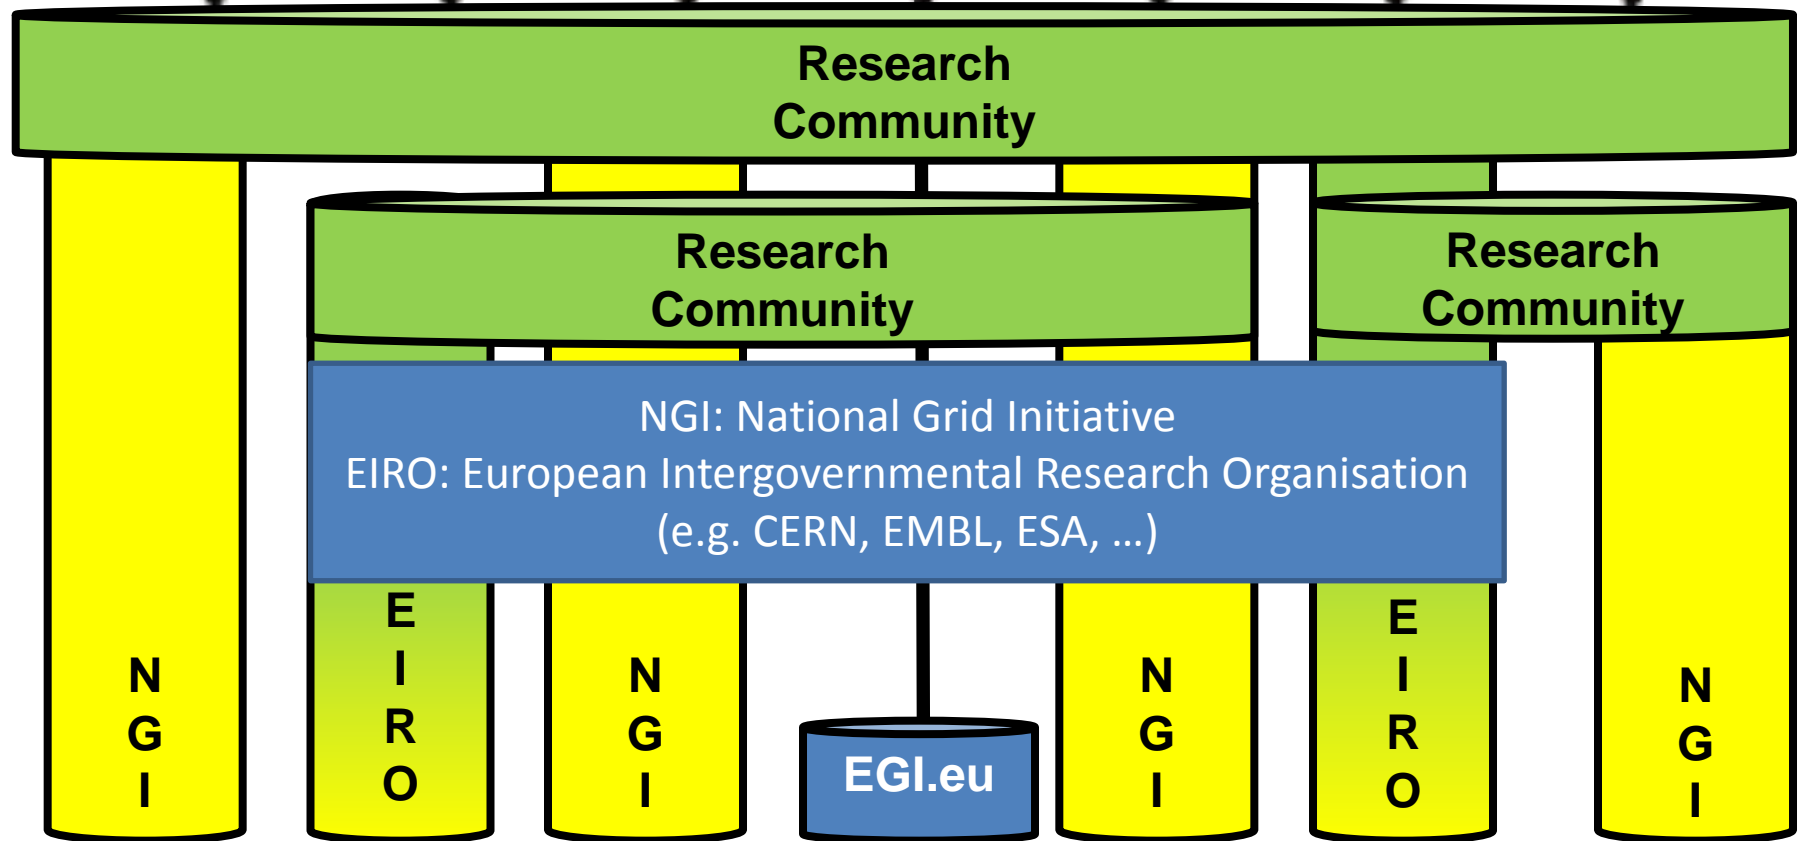 Research
Community
Research
Community
Research
Community
NGI: National Grid Initiative
EIRO: European Intergovernmental Research Organisation
(e.g. CERN, EMBL, ESA, …)
N
G
I
E
I
R
O
N
G
I
EGI.eu
N
G
I
E
I
R
O
N
G
I